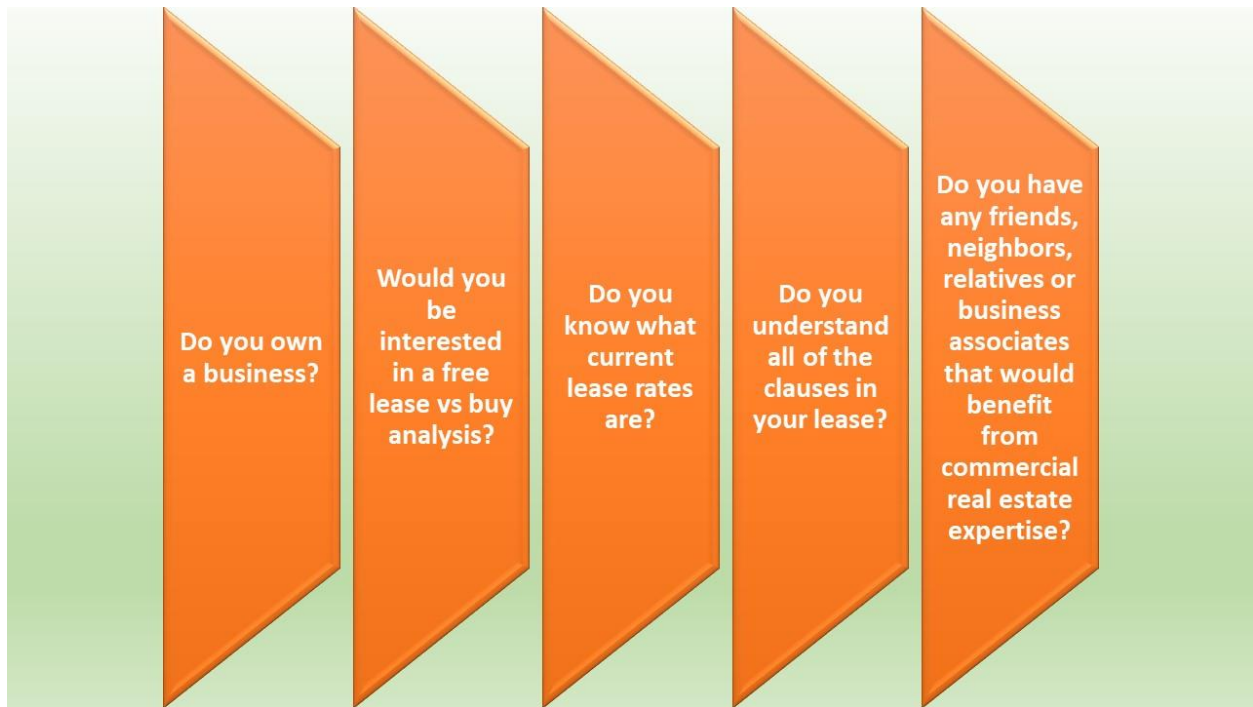 Do you own
a business?
Would you
be
interested
in a free
lease vs buy
analysis?
Do you
know what
current
lease rates
are?
Do you
understand
all of the
clauses in
your lease?
Do you have
any friends,
neighbors,
relatives or
business
associates
that would
benefit
from
commercial
real estate
expertise?